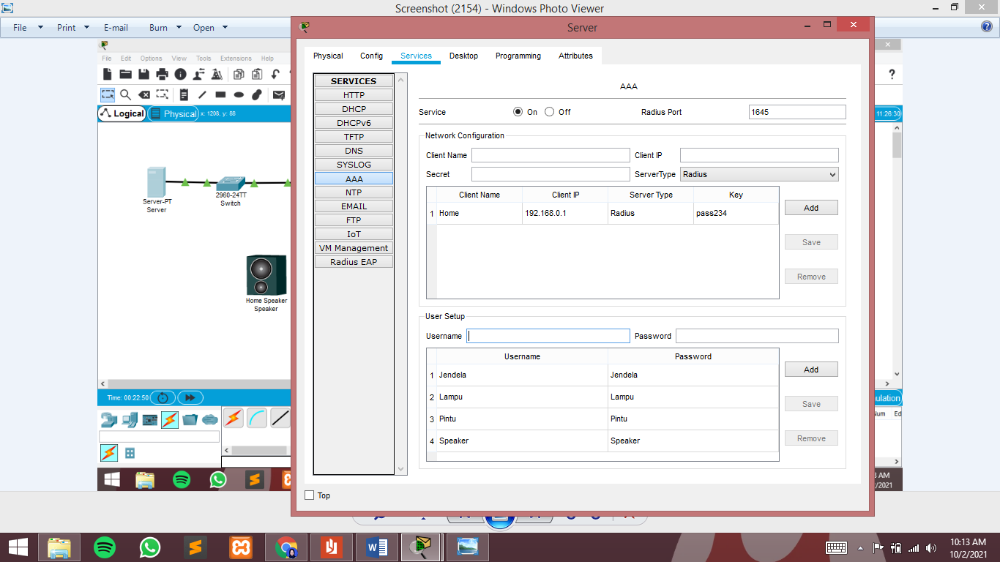 Screenshot (2154) - Windows Photo Viewer
File Print E-mail Burn Open
Server
File Edit Options View Tools Extensions Help
Physical Config Services Desktop Programming Attributes
Logical Physical x: 1208, y: 88
11:26:30
Server-PT
Server
2960-24TT
Switch
Home Speaker
Speaker
Time: 00:22:50
SERVICES
HTTP
DHCP
DHCPv6
TFTP
DNS
SYSLOG
AAA
NTP
EMAIL
FTP
IoT
VM Management
Radius EAP
AAA
Service On Off Radius Port 1645
Network Configuration
Client Name Client IP
Secret ServerType Radius
Client Name Client IP Server Type Key
1 Home 192.168.0.1 Radius pass234
Add
Save
Remove
User Setup
Username Password
Username Password
1 Jendela Jendela
2 Lampu Lampu
3 Pintu Pintu
4 Speaker Speaker
Add
Save
Remove
Top
ulation
Num Ed
3 AM
/2021
10:13 AM
10/2/2021